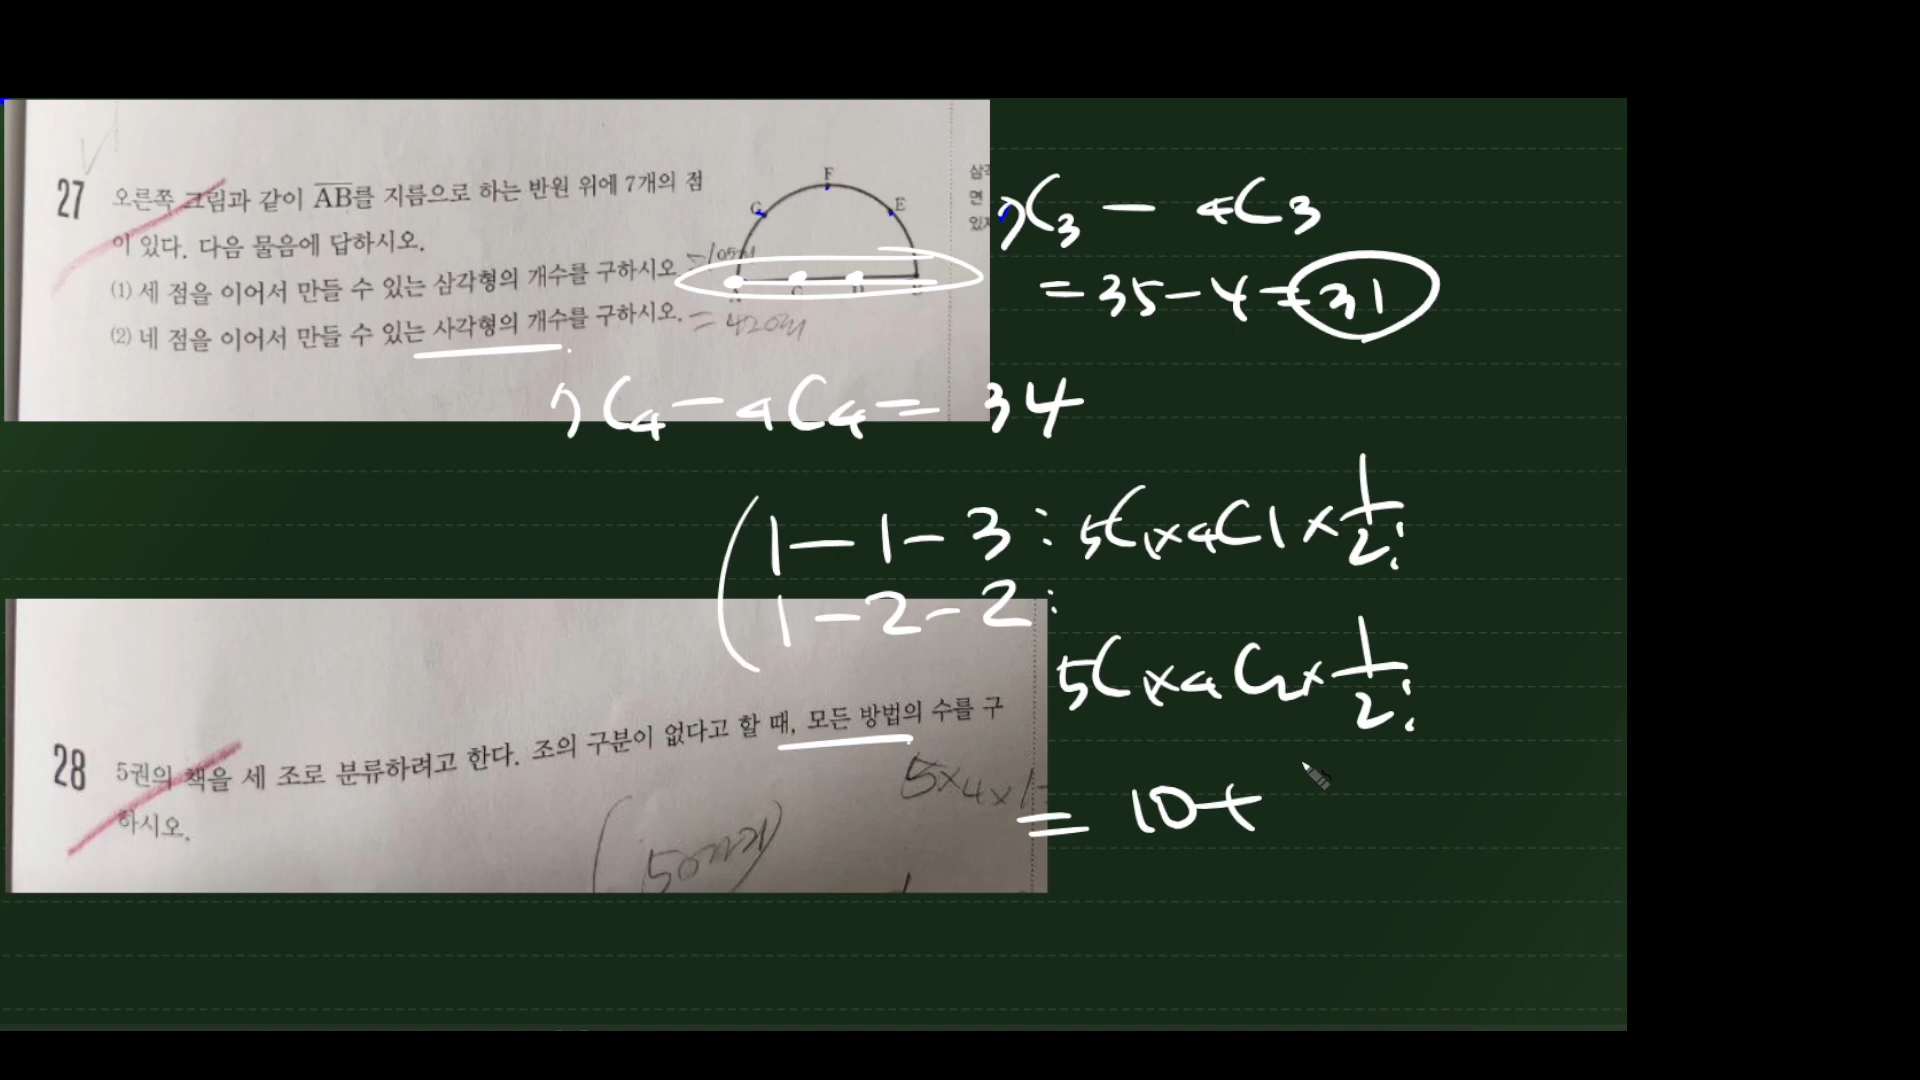 27 오른쪽 그림과 같이 AB를 지름으로 하는 반원 위에 7개의 점
이 있다. 다음 물음에 답하시오.
(1) 세 점을 이어서 만들 수 있는 삼각형의 개수를 구하시오.
(2) 네 점을 이어서 만들 수 있는 사각형의 개수를 구하시오.
F
G
E
A
= 420개
면
7C3 - 4C3
= 35 - 4 = 31
7C4 - 4C4 = 34
1 - 1 - 3 : 5C1 × 4C1 × 1/2!
1 - 2 - 2 :
5C1 × 4C2 × 1/2!
= 10 +
28 5권의 책을 세 조로 분류하려고 한다. 조의 구분이 없다고 할 때, 모든 방법의 수를 구
하시오.
5×4×1